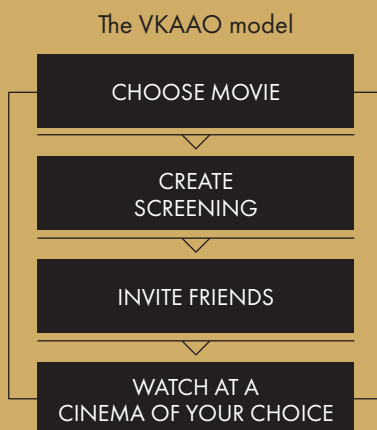 The VKAAO model
CHOOSE MOVIE
CREATE
SCREENING
INVITE FRIENDS
WATCH AT A
CINEMA OF YOUR CHOICE